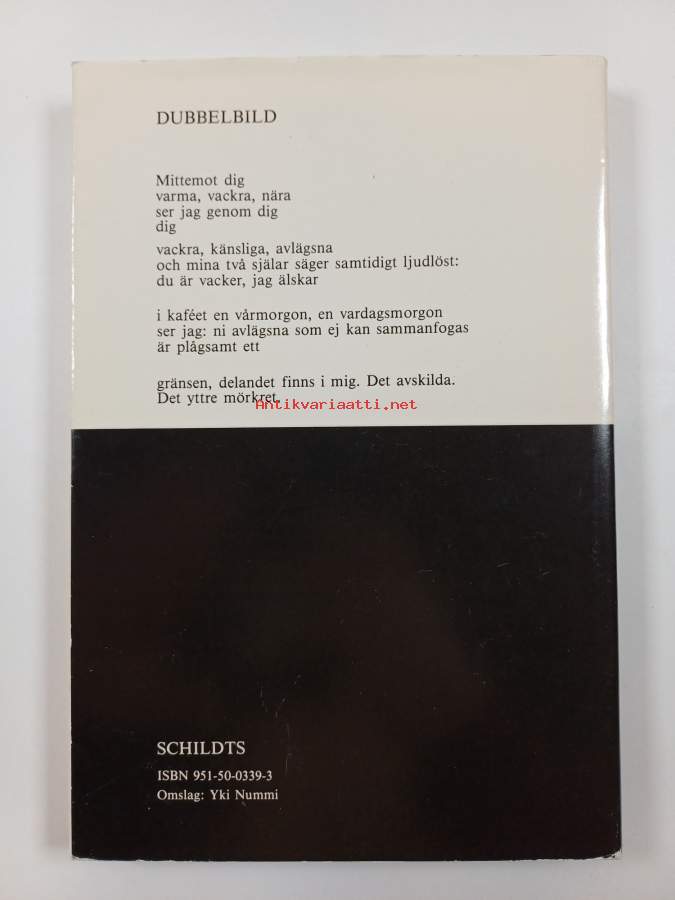 DUBBELBILD
Mittemot dig
varma, vackra, nära
ser jag genom dig
dig
vackra, känsliga, avlägsna
och mina två själar säger samtidigt ljudlöst:
du är vacker, jag älskar
i kaféet en vårmorgon, en vardagsmorgon
ser jag: ni avlägsna som ej kan sammanfogas
är plågsamt ett
gränsen, delandet finns i mig. Det avskilda.
Det yttre mörkret.
Antikvariaatti.net
SCHILDTS
ISBN 951-50-0339-3
Omslag: Yki Nummi